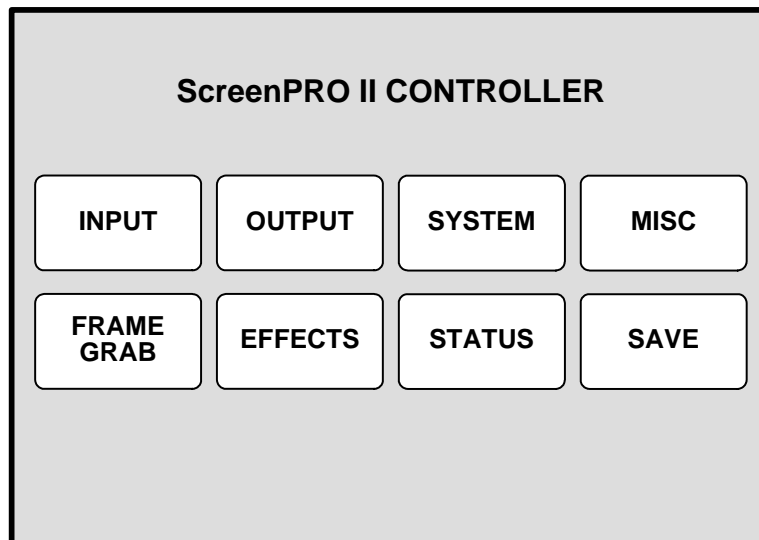 ScreenPRO II CONTROLLER
INPUT
OUTPUT
SYSTEM
MISC
FRAME
GRAB
EFFECTS
STATUS
SAVE